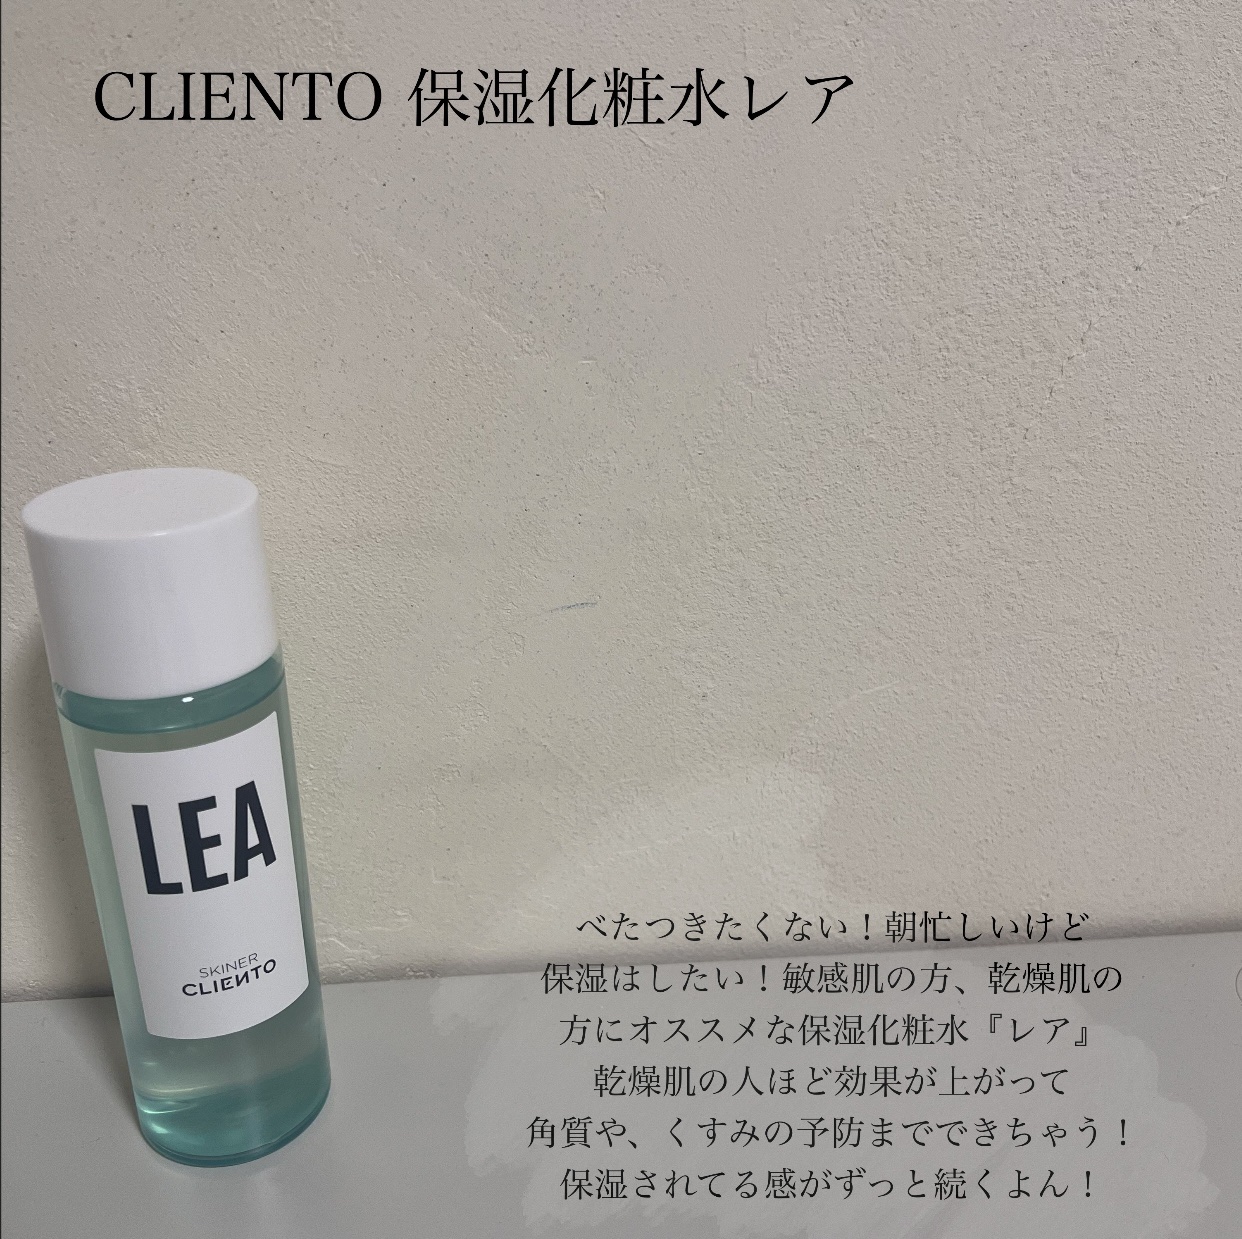 CLIENTO 保湿化粧水レア
LEA
SKINER
CLIENTO
べたつきたくない！朝忙しいけど
保湿はしたい！敏感肌の方、乾燥肌の
方にオススメな保湿化粧水『レア』
乾燥肌の人ほど効果が上がって
角質や、くすみの予防までできちゃう！
保湿されてる感がずっと続くよん！